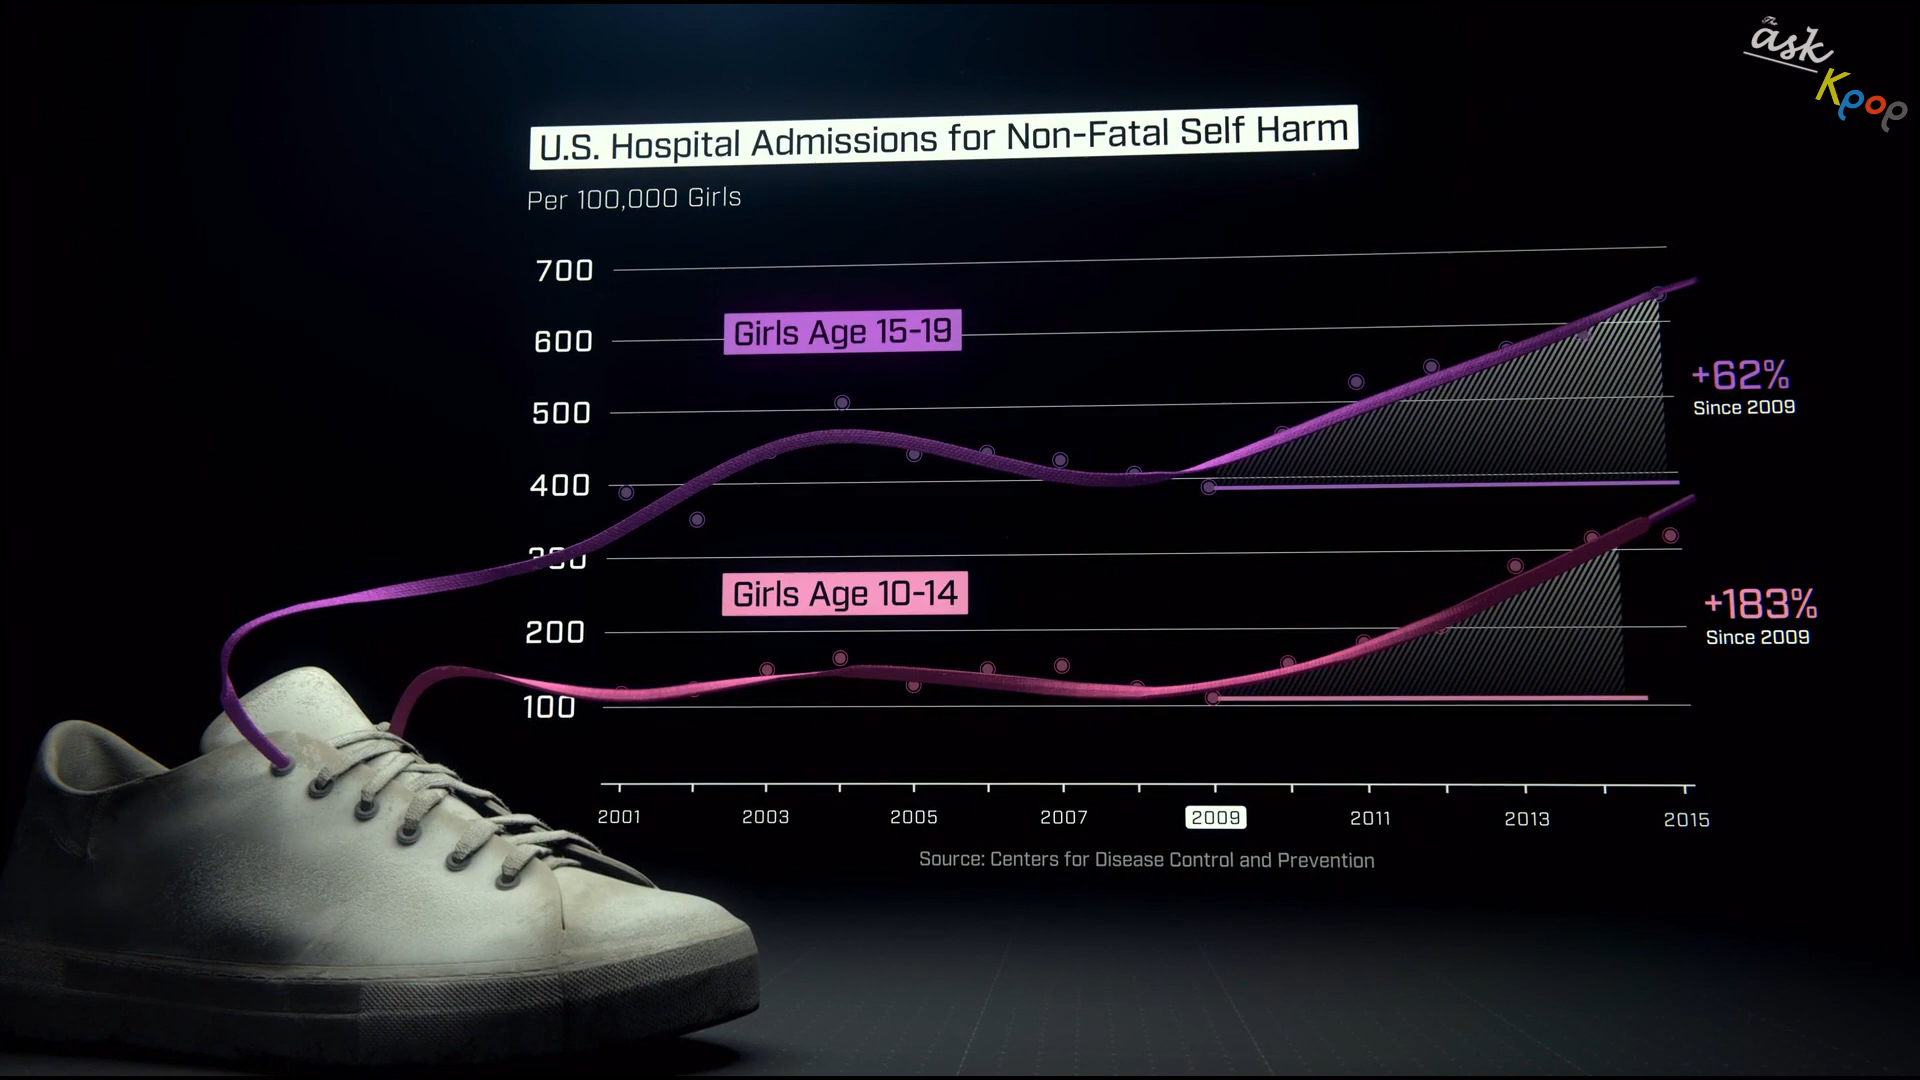 The
ask
Kpop
U.S. Hospital Admissions for Non-Fatal Self Harm
Per 100,000 Girls
700
Girls Age 15-19
600
+62%
Since 2009
500
400
300
Girls Age 10-14
+183%
Since 2009
200
100
2001 2003 2005 2007 2009 2011 2013 2015
Source: Centers for Disease Control and Prevention